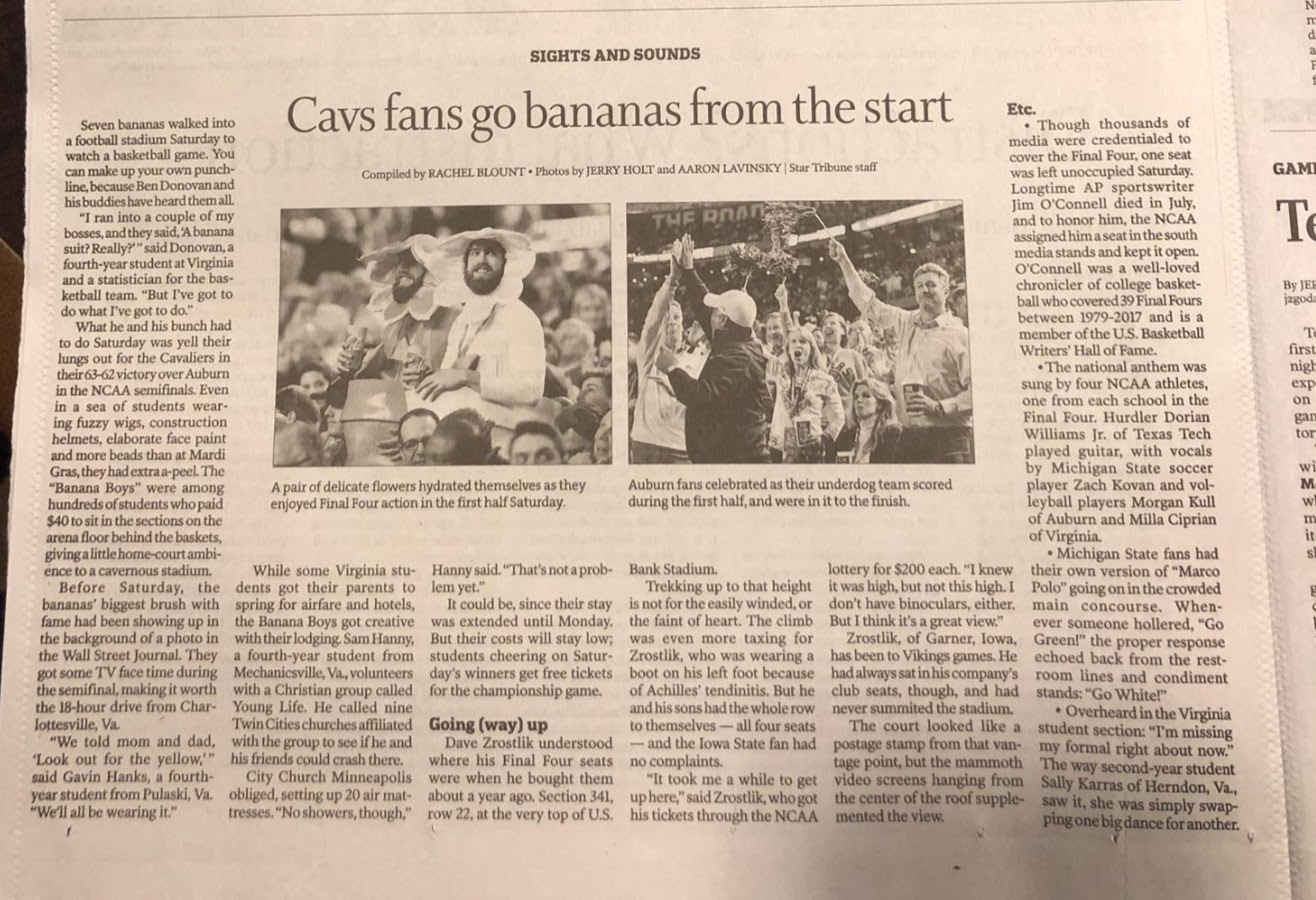 SIGHTS AND SOUNDS
Cavs fans go bananas from the start
Compiled by RACHEL BLOUNT • Photos by JERRY HOLT and AARON LAVINSKY | Star Tribune staff
Seven bananas walked into
a football stadium Saturday to
watch a basketball game. You
can make up your own punch-
line, because Ben Donovan and
his buddies have heard them all.
“I ran into a couple of my
bosses, and they said, ‘A banana
suit? Really?’ ” said Donovan, a
fourth-year student at Virginia
and a statistician for the bas-
ketball team. “But I’ve got to
do what I’ve got to do.”
What he and his bunch had
to do Saturday was yell their
lungs out for the Cavaliers in
their 63-62 victory over Auburn
in the NCAA semifinals. Even
in a sea of students wear-
ing fuzzy wigs, construction
helmets, elaborate face paint
and more beads than at Mardi
Gras, they had extra a-peel. The
“Banana Boys” were among
hundreds of students who paid
$40 to sit in the sections on the
arena floor behind the baskets,
giving a little home-court ambi-
ence to a cavernous stadium.
Before Saturday, the
bananas’ biggest brush with
fame had been showing up in
the background of a photo in
the Wall Street Journal. They
got some TV face time during
the semifinal, making it worth
the 18-hour drive from Char-
lottesville, Va.
“We told mom and dad,
‘Look out for the yellow,’ ”
said Gavin Hanks, a fourth-
year student from Pulaski, Va.
“We’ll all be wearing it.”
THE ROAD
A pair of delicate flowers hydrated themselves as they
enjoyed Final Four action in the first half Saturday.
Auburn fans celebrated as their underdog team scored
during the first half, and were in it to the finish.
While some Virginia stu-
dents got their parents to
spring for airfare and hotels,
the Banana Boys got creative
with their lodging. Sam Hanny,
a fourth-year student from
Mechanicsville, Va., volunteers
with a Christian group called
Young Life. He called nine
Twin Cities churches affiliated
with the group to see if he and
his friends could crash there.
City Church Minneapolis
obliged, setting up 20 air mat-
tresses. “No showers, though,”
Hanny said. “That’s not a prob-
lem yet.”
It could be, since their stay
was extended until Monday.
But their costs will stay low;
students cheering on Satur-
day’s winners get free tickets
for the championship game.
Going (way) up
Dave Zrostlik understood
where his Final Four seats
were when he bought them
about a year ago. Section 341,
row 22, at the very top of U.S.
Bank Stadium.
Trekking up to that height
is not for the easily winded, or
the faint of heart. The climb
was even more taxing for
Zrostlik, who was wearing a
boot on his left foot because
of Achilles’ tendinitis. But he
and his sons had the whole row
to themselves — all four seats
— and the Iowa State fan had
no complaints.
“It took me a while to get
up here,” said Zrostlik, who got
his tickets through the NCAA
lottery for $200 each. “I knew
it was high, but not this high. I
don’t have binoculars, either.
But I think it’s a great view.”
Zrostlik, of Garner, Iowa,
has been to Vikings games. He
had always sat in his company’s
club seats, though, and had
never summited the stadium.
The court looked like a
postage stamp from that van-
tage point, but the mammoth
video screens hanging from
the center of the roof supple-
mented the view.
Etc.
• Though thousands of
media were credentialed to
cover the Final Four, one seat
was left unoccupied Saturday.
Longtime AP sportswriter
Jim O’Connell died in July,
and to honor him, the NCAA
assigned him a seat in the south
media stands and kept it open.
O’Connell was a well-loved
chronicler of college basket-
ball who covered 39 Final Fours
between 1979-2017 and is a
member of the U.S. Basketball
Writers’ Hall of Fame.
• The national anthem was
sung by four NCAA athletes,
one from each school in the
Final Four. Hurdler Dorian
Williams Jr. of Texas Tech
played guitar, with vocals
by Michigan State soccer
player Zach Kovan and vol-
leyball players Morgan Kull
of Auburn and Milla Ciprian
of Virginia.
• Michigan State fans had
their own version of “Marco
Polo” going on in the crowded
main concourse. When-
ever someone hollered, “Go
Green!” the proper response
echoed back from the rest-
room lines and condiment
stands: “Go White!”
• Overheard in the Virginia
student section: “I’m missing
my formal right about now.”
The way second-year student
Sally Karras of Herndon, Va.,
saw it, she was simply swap-
ping one big dance for another.
GAM
Te
By JEF
jzgoda
first
nigh
exp
on
gan
tor